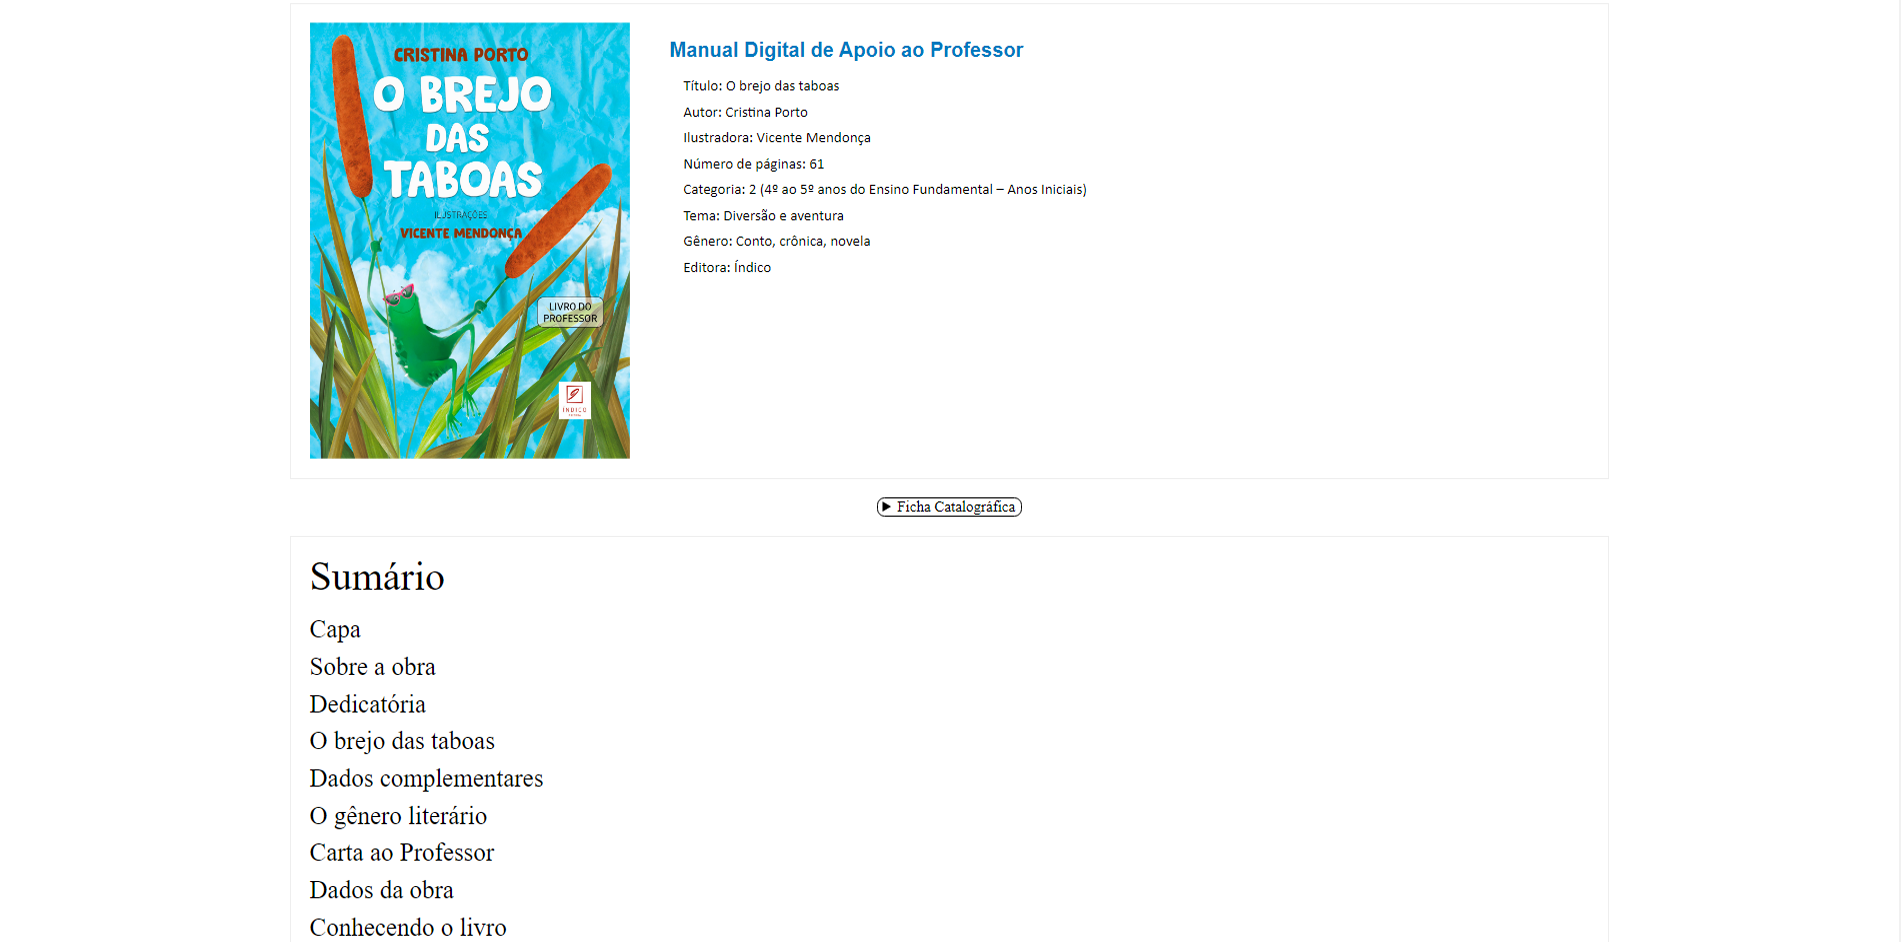 CRISTINA PORTO
O BREJO
DAS
TABOAS
ILUSTRAÇÕES
VICENTE MENDONÇA
LIVRO DO
PROFESSOR
ÍNDICO
Manual Digital de Apoio ao Professor
Título: O brejo das taboas
Autor: Cristina Porto
Ilustradora: Vicente Mendonça
Número de páginas: 61
Categoria: 2 (4º ao 5º anos do Ensino Fundamental – Anos Iniciais)
Tema: Diversão e aventura
Gênero: Conto, crônica, novela
Editora: Índico
▶ Ficha Catalográfica
Sumário
Capa
Sobre a obra
Dedicatória
O brejo das taboas
Dados complementares
O gênero literário
Carta ao Professor
Dados da obra
Conhecendo o livro